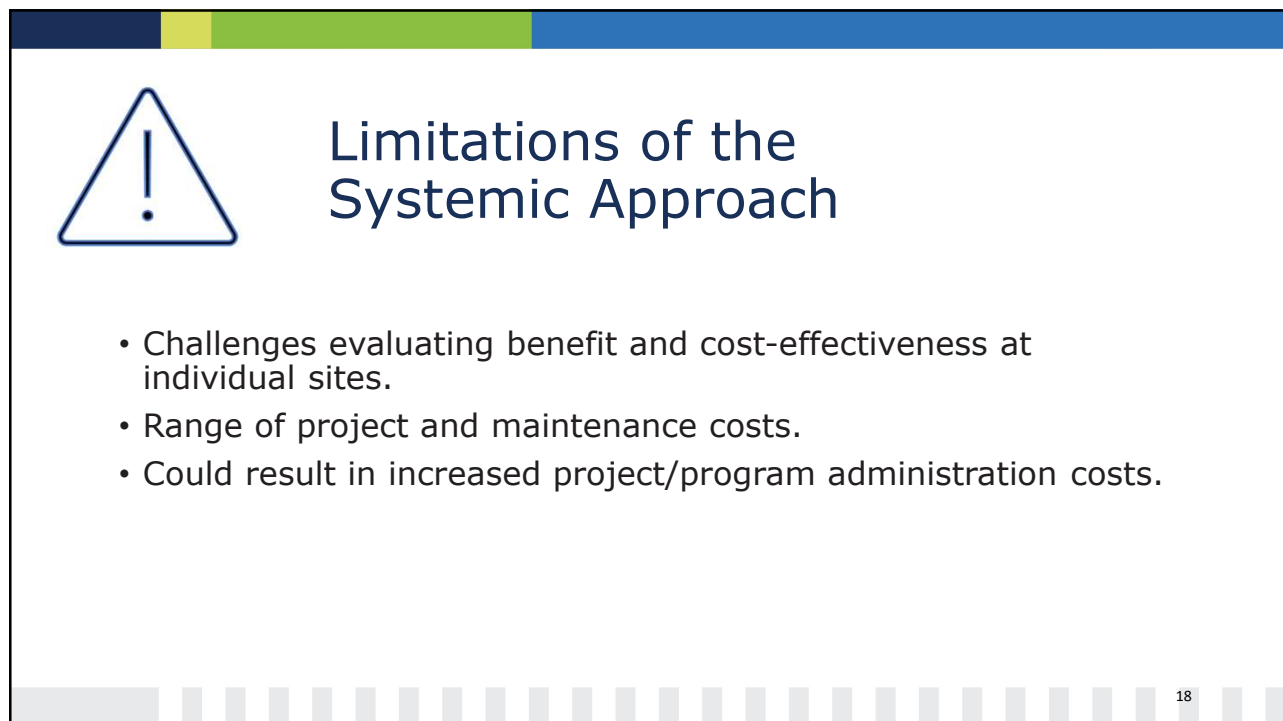 Limitations of the
Systemic Approach
• Challenges evaluating benefit and cost-effectiveness at
individual sites.
• Range of project and maintenance costs.
• Could result in increased project/program administration costs.
18